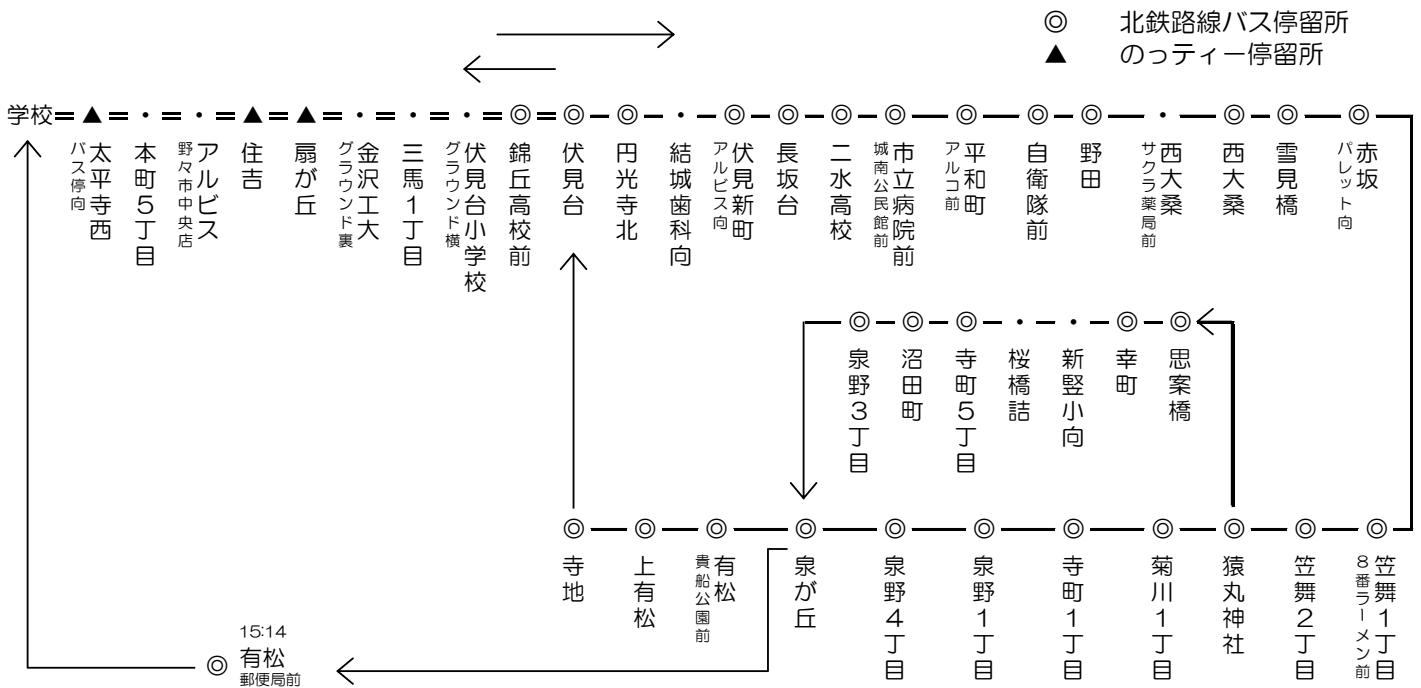 ◎ 北鉄路線バス停留所
▲ のっティー停留所
学校
太平寺西
バス停向
本町５丁目
アルビス
野々市中央店
住吉
扇が丘
金沢工大
グラウンド裏
三馬１丁目
伏見台小学校
グラウンド横
錦丘高校前
伏見台
円光寺北
結城歯科向
伏見新町
アルビス向
長坂台
二水高校
市立病院前
城南公民館前
平和町
アルコ前
自衛隊前
野田
西大桑
サクラ薬局前
西大桑
雪見橋
赤坂
パレット向
泉野３丁目
沼田町
寺町５丁目
桜橋詰
新竪小向
幸町
思案橋
寺地
上有松
有松
貴船公園前
泉が丘
泉野４丁目
泉野１丁目
寺町１丁目
菊川１丁目
猿丸神社
笠舞２丁目
笠舞１丁目
８番ラーメン前
15:14
◎ 有松
郵便局前